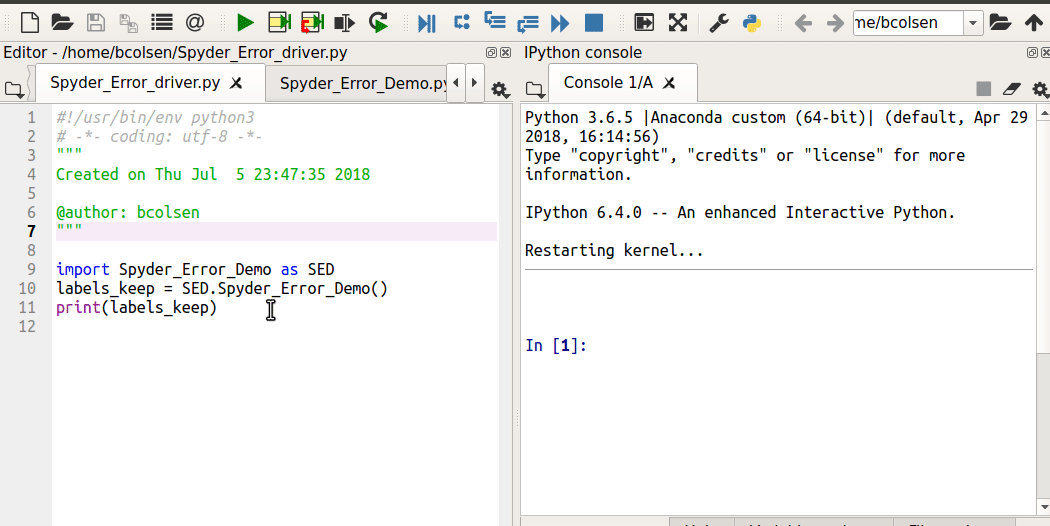 me/bcolsen
Editor - /home/bcolsen/Spyder_Error_driver.py
Spyder_Error_driver.py
Spyder_Error_Demo.py
1 #!/usr/bin/env python3
2 # -*- coding: utf-8 -*-
3 """
4 Created on Thu Jul  5 23:47:35 2018
5
6 @author: bcolsen
7 """
8
9 import Spyder_Error_Demo as SED
10 labels_keep = SED.Spyder_Error_Demo()
11 print(labels_keep)
12
IPython console
Console 1/A
Python 3.6.5 |Anaconda custom (64-bit)| (default, Apr 29
2018, 16:14:56)
Type "copyright", "credits" or "license" for more
information.
IPython 6.4.0 -- An enhanced Interactive Python.
Restarting kernel...
In [1]: